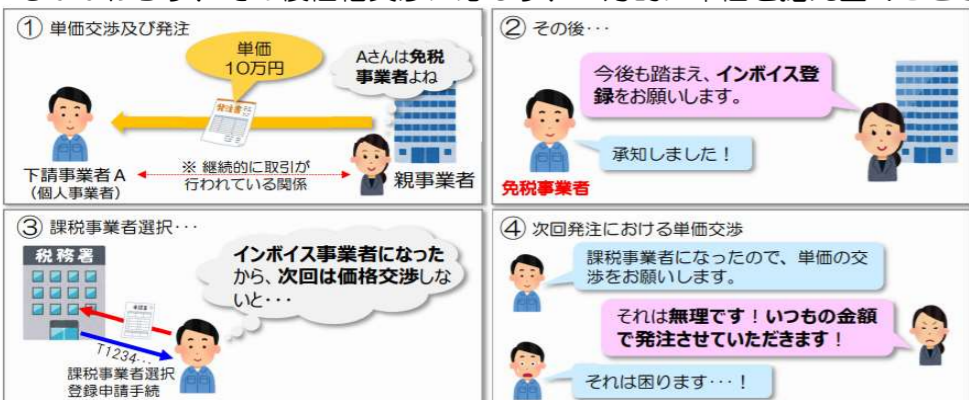 ① 単価交渉及び発注
単価
10万円
Aさんは免税
事業者よね
発注書
下請事業者A
(個人事業者)
※ 継続的に取引が
行われている関係
親事業者
② その後・・・
今後も踏まえ、インボイス登
録をお願いします。
承知しました！
免税事業者
③ 課税事業者選択・・・
税務署
インボイス事業者になった
から、次回は価格交渉しな
いと・・・
T1234・・・
課税事業者選択
登録申請手続
④ 次回発注における単価交渉
課税事業者になったので、単価の交
渉をお願いします。
それは無理です！いつもの金額
で発注させていただきます！
それは困ります・・・！